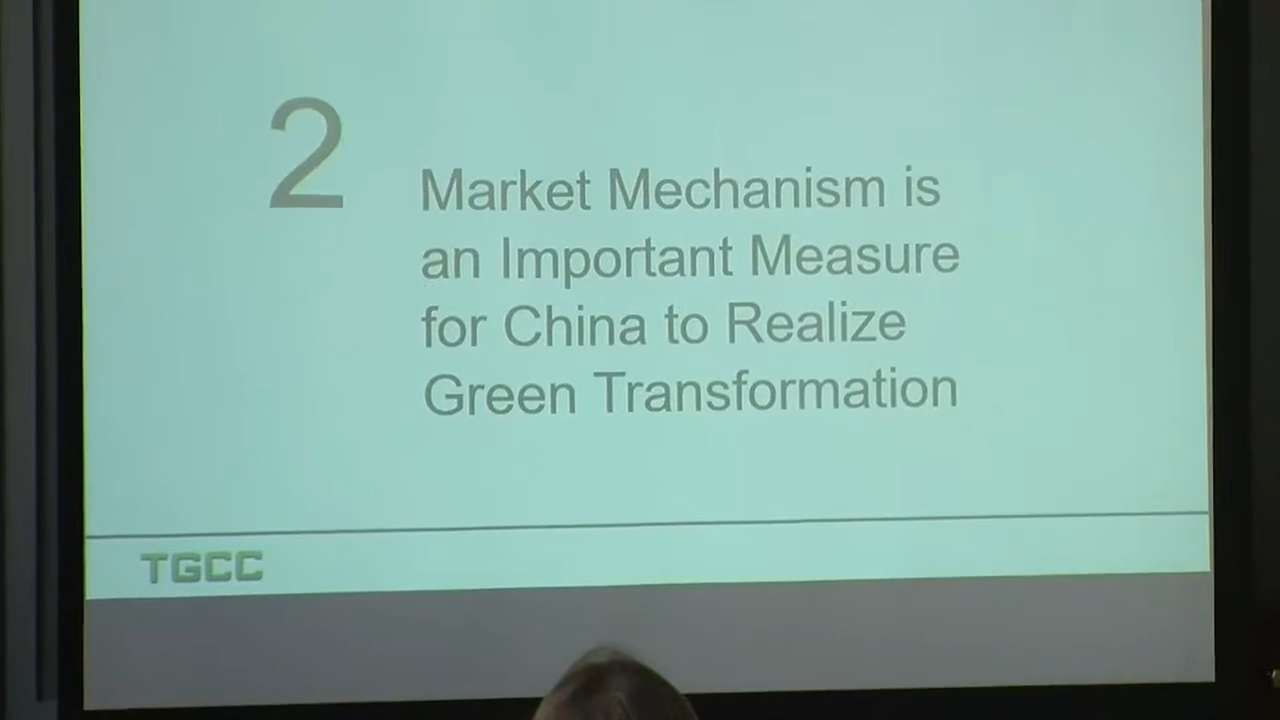 2
Market Mechanism is
an Important Measure
for China to Realize
Green Transformation
TGCC